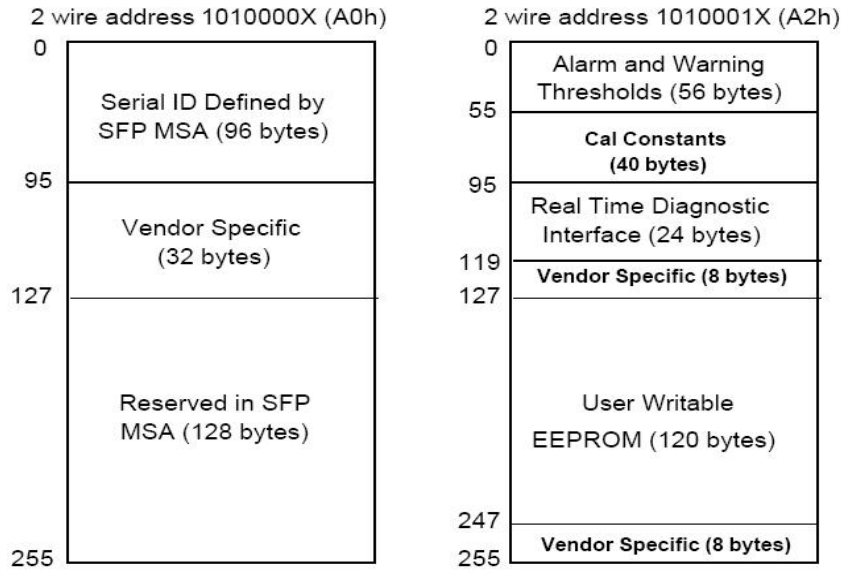 2 wire address 1010000X (A0h)
0
Serial ID Defined by
SFP MSA (96 bytes)
95
Vendor Specific
(32 bytes)
127
Reserved in SFP
MSA (128 bytes)
255
2 wire address 1010001X (A2h)
0
Alarm and Warning
Thresholds (56 bytes)
55
Cal Constants
(40 bytes)
95
Real Time Diagnostic
Interface (24 bytes)
119
Vendor Specific (8 bytes)
127
User Writable
EEPROM (120 bytes)
247
Vendor Specific (8 bytes)
255